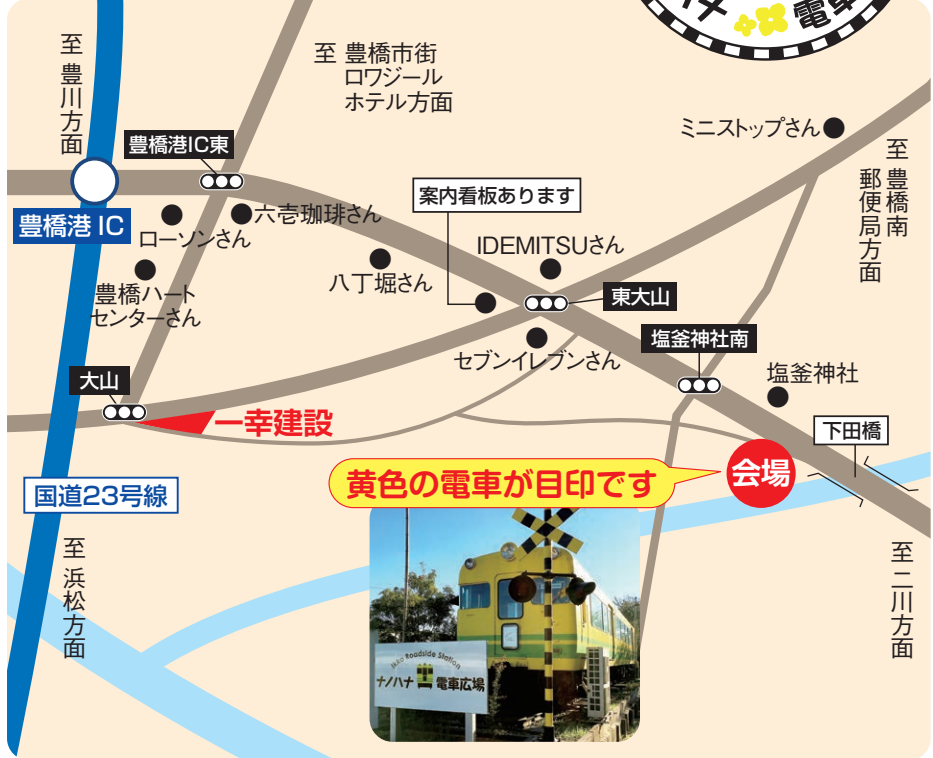 ナノハナ
電車
至 豊川方面
至 豊橋市街
ロワジール
ホテル方面
ミニストップさん
豊橋港IC東
至 豊橋南
郵便局方面
案内看板あります
豊橋港 IC
六壱珈琲さん
ローソンさん
IDEMITSUさん
八丁堀さん
豊橋ハート
センターさん
東大山
塩釜神社南
セブンイレブンさん
塩釜神社
大山
一幸建設
下田橋
会場
黄色の電車が目印です
国道23号線
至 浜松方面
至 二川方面
Ikko Roadside Station
ナノハナ 電車広場